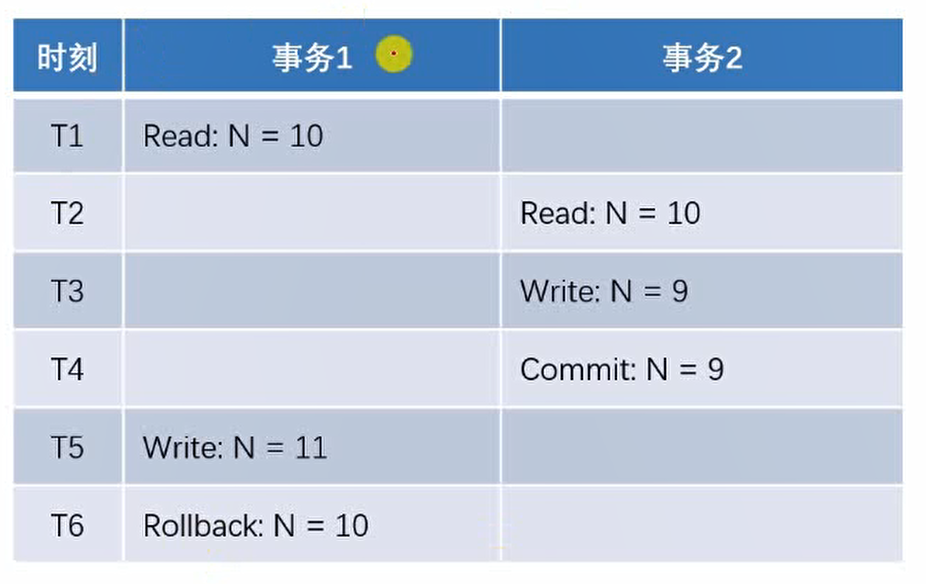 时刻 事务1 事务2
T1 Read: N = 10
T2 Read: N = 10
T3 Write: N = 9
T4 Commit: N = 9
T5 Write: N = 11
T6 Rollback: N = 10